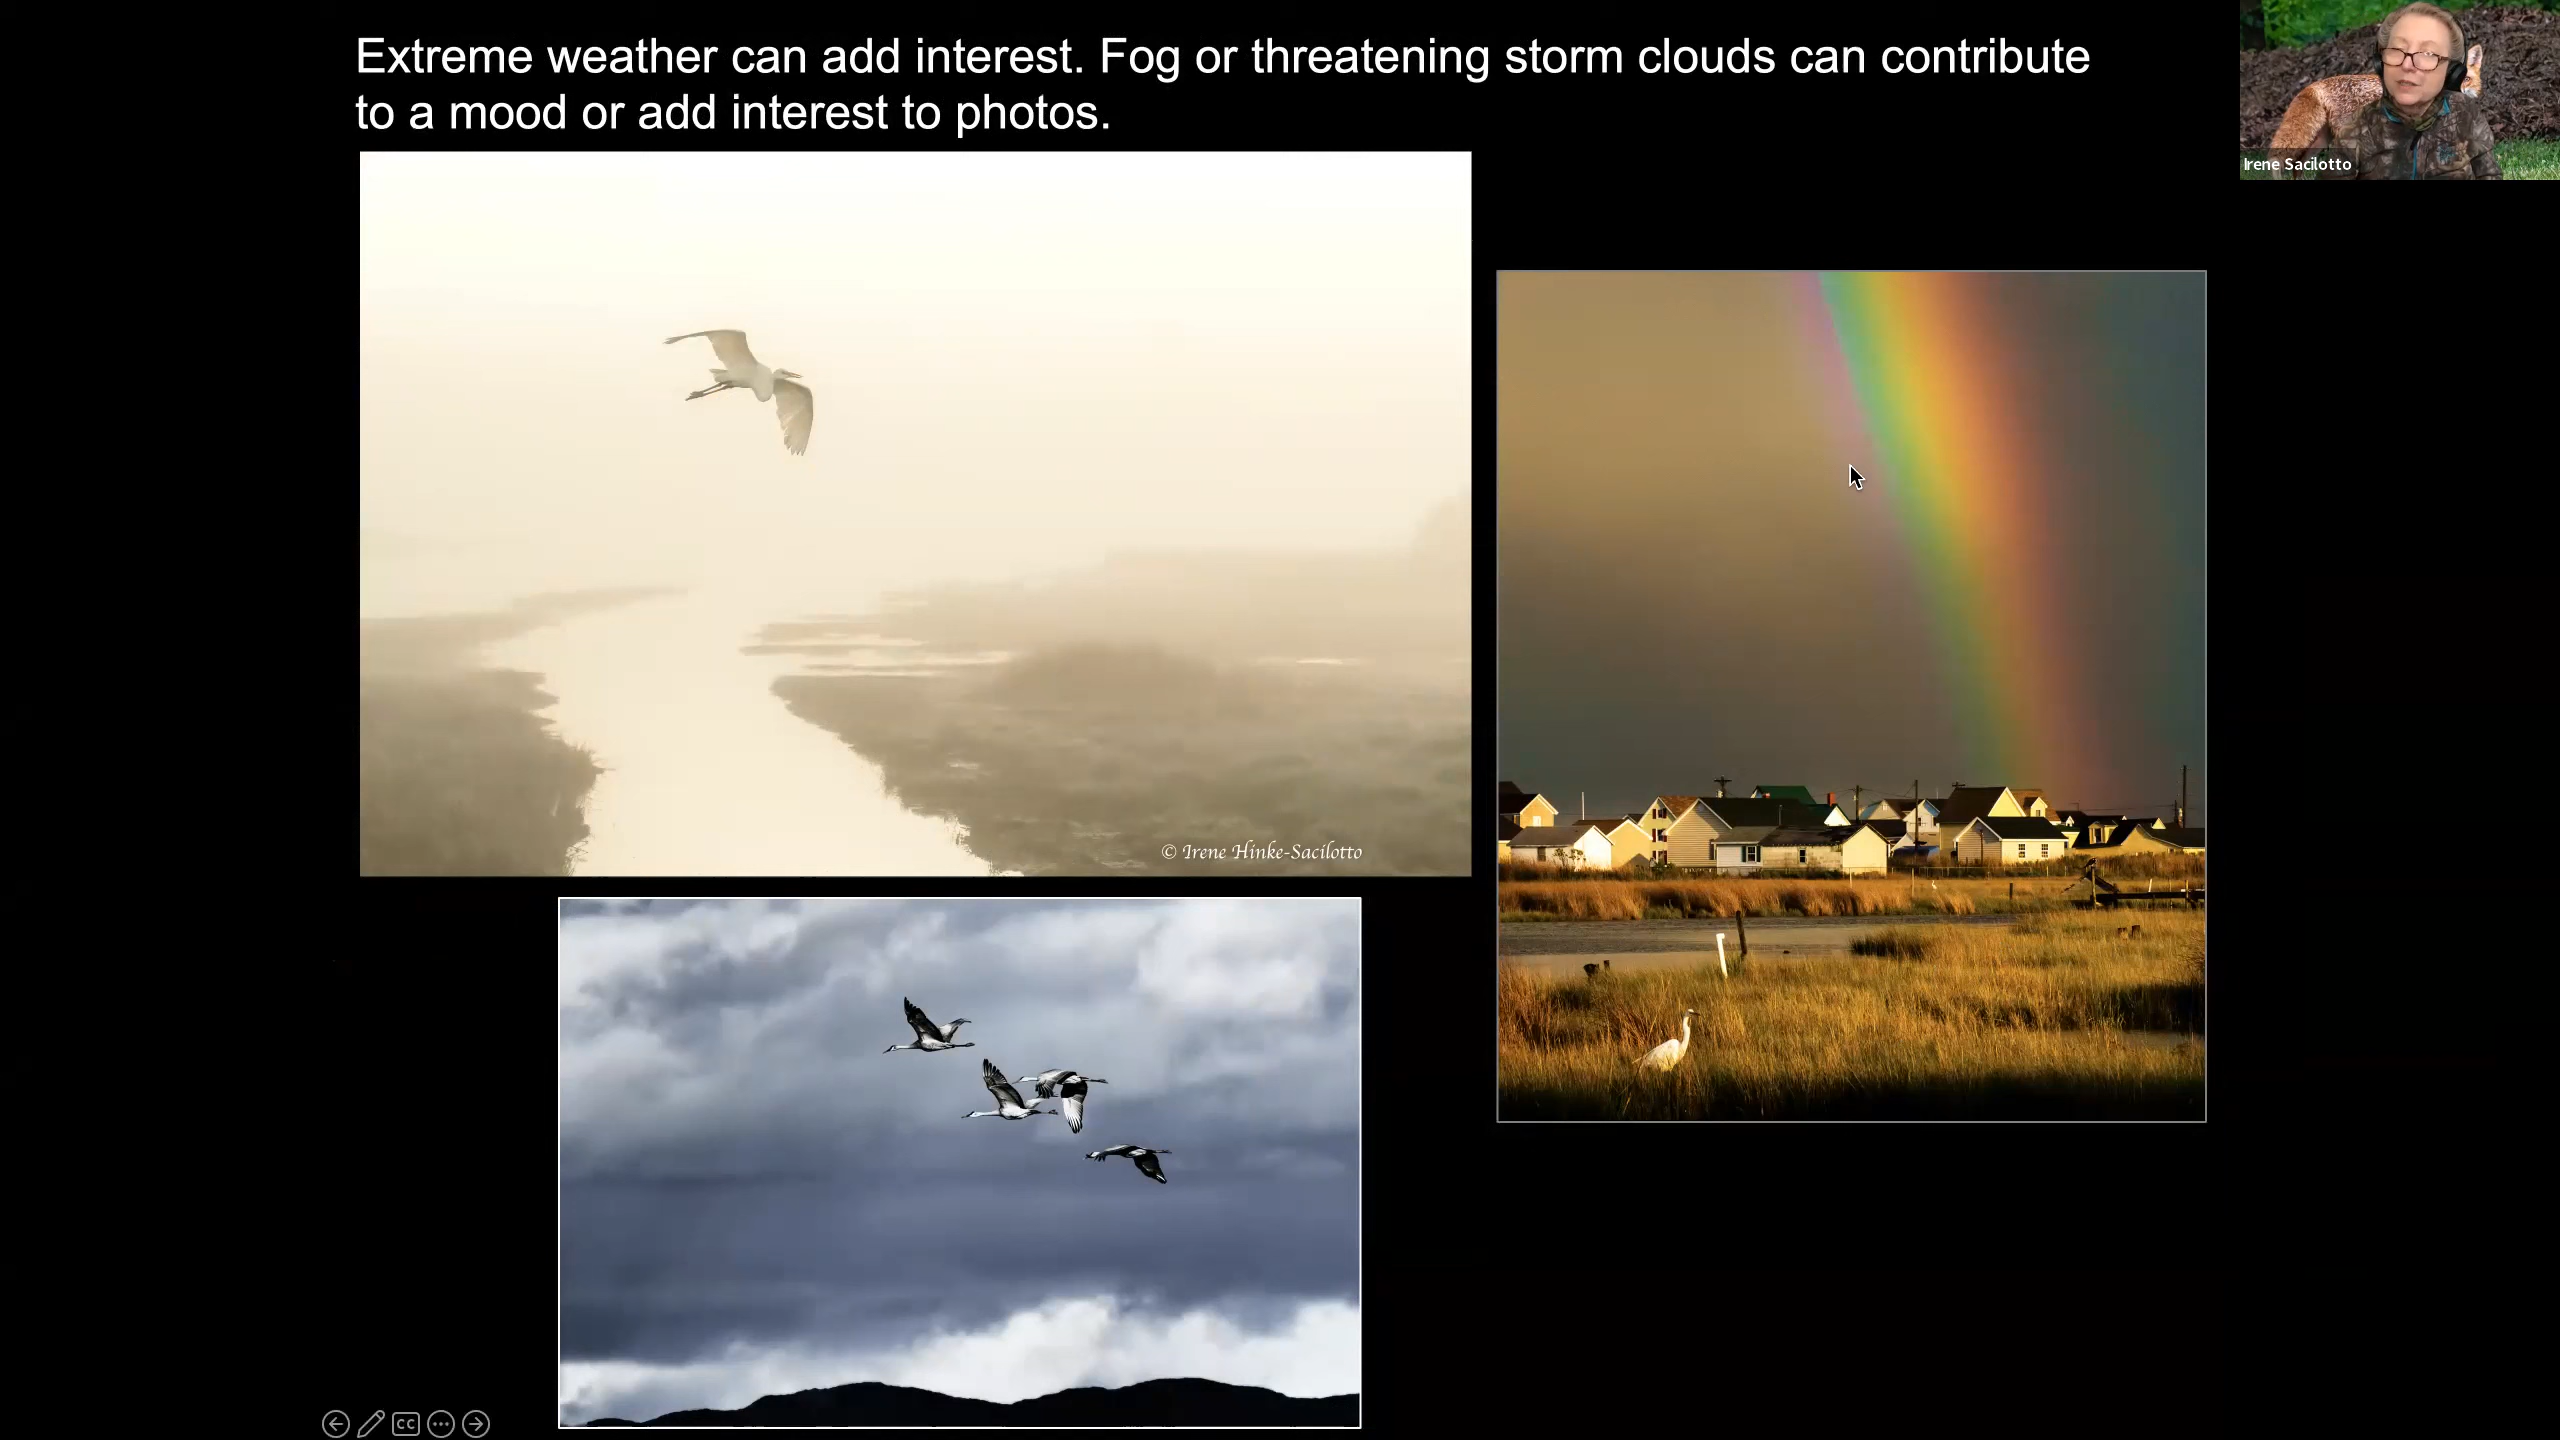 Extreme weather can add interest. Fog or threatening storm clouds can contribute
to a mood or add interest to photos.
Irene Sacilotto
© Irene Hinke-Sacilotto
CC